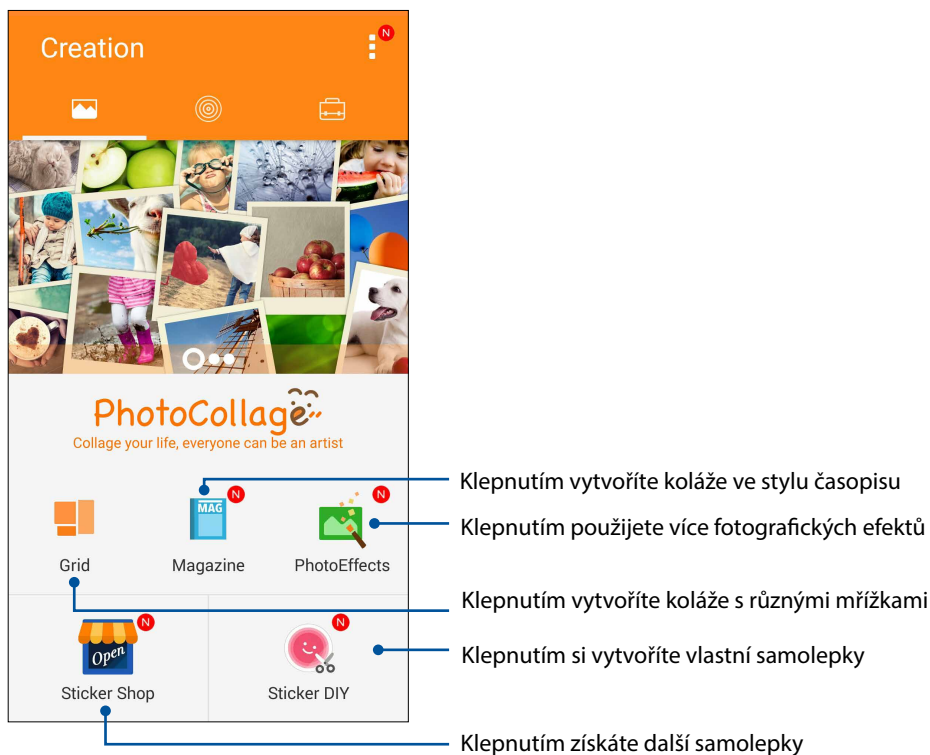 Creation
N
PhotoCollage
Collage your life, everyone can be an artist
Klepnutím vytvoříte koláže ve stylu časopisu
N
MAG
N
Klepnutím použijete více fotografických efektů
Grid
Magazine
PhotoEffects
Klepnutím vytvoříte koláže s různými mřížkami
N
Open
N
Klepnutím si vytvoříte vlastní samolepky
Sticker Shop
Sticker DIY
Klepnutím získáte další samolepky